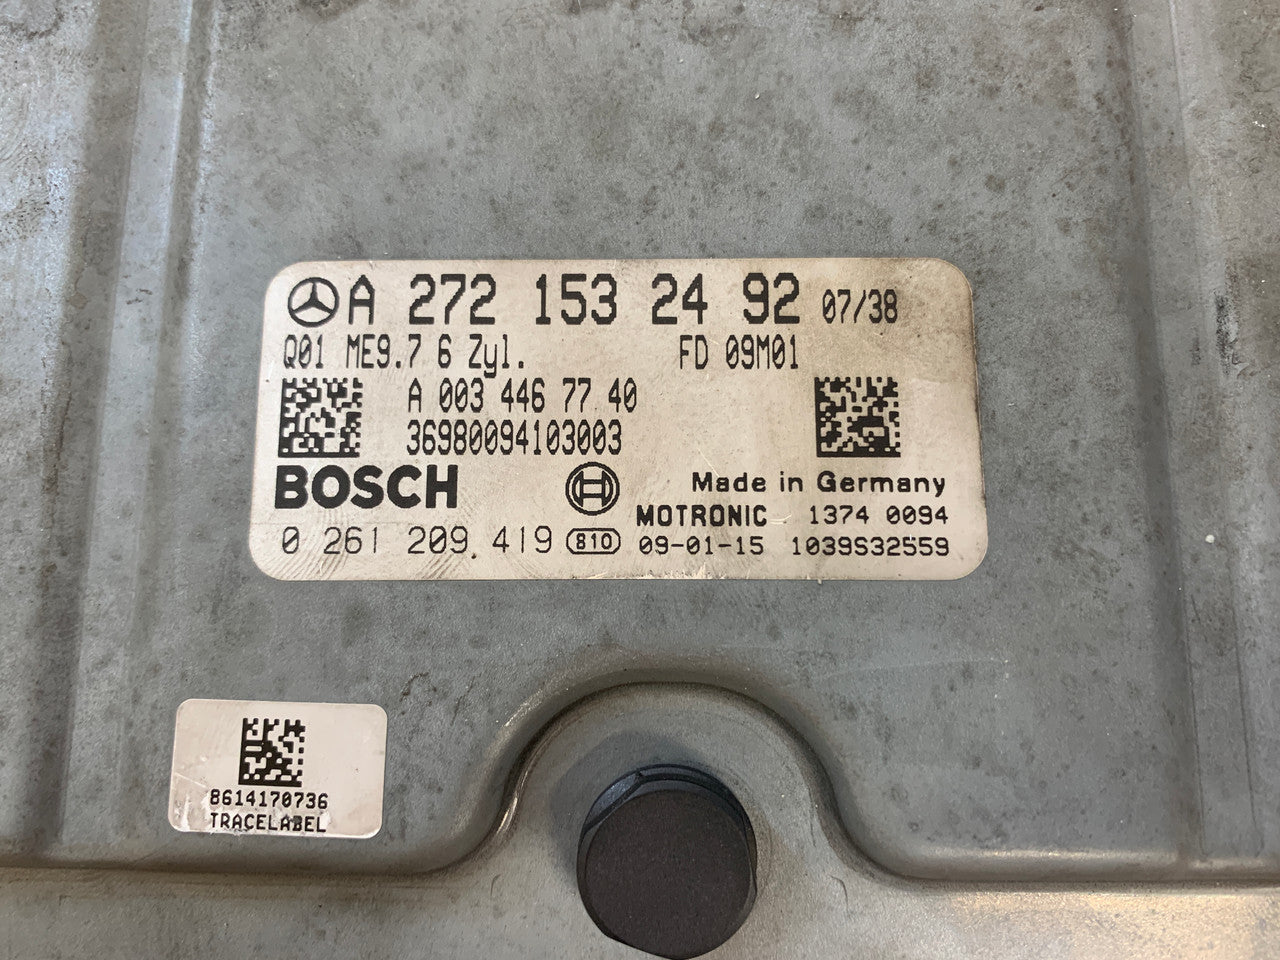 A 272 153 24 92 07/38
Q01 ME9.7 6 Zyl. FD 09M01
A 003 446 77 40
36980094103003
BOSCH Made in Germany
MOTRONIC 1374 0094
0 261 209 419 810 09-01-15 1039S32559
8614170736
TRACELABEL